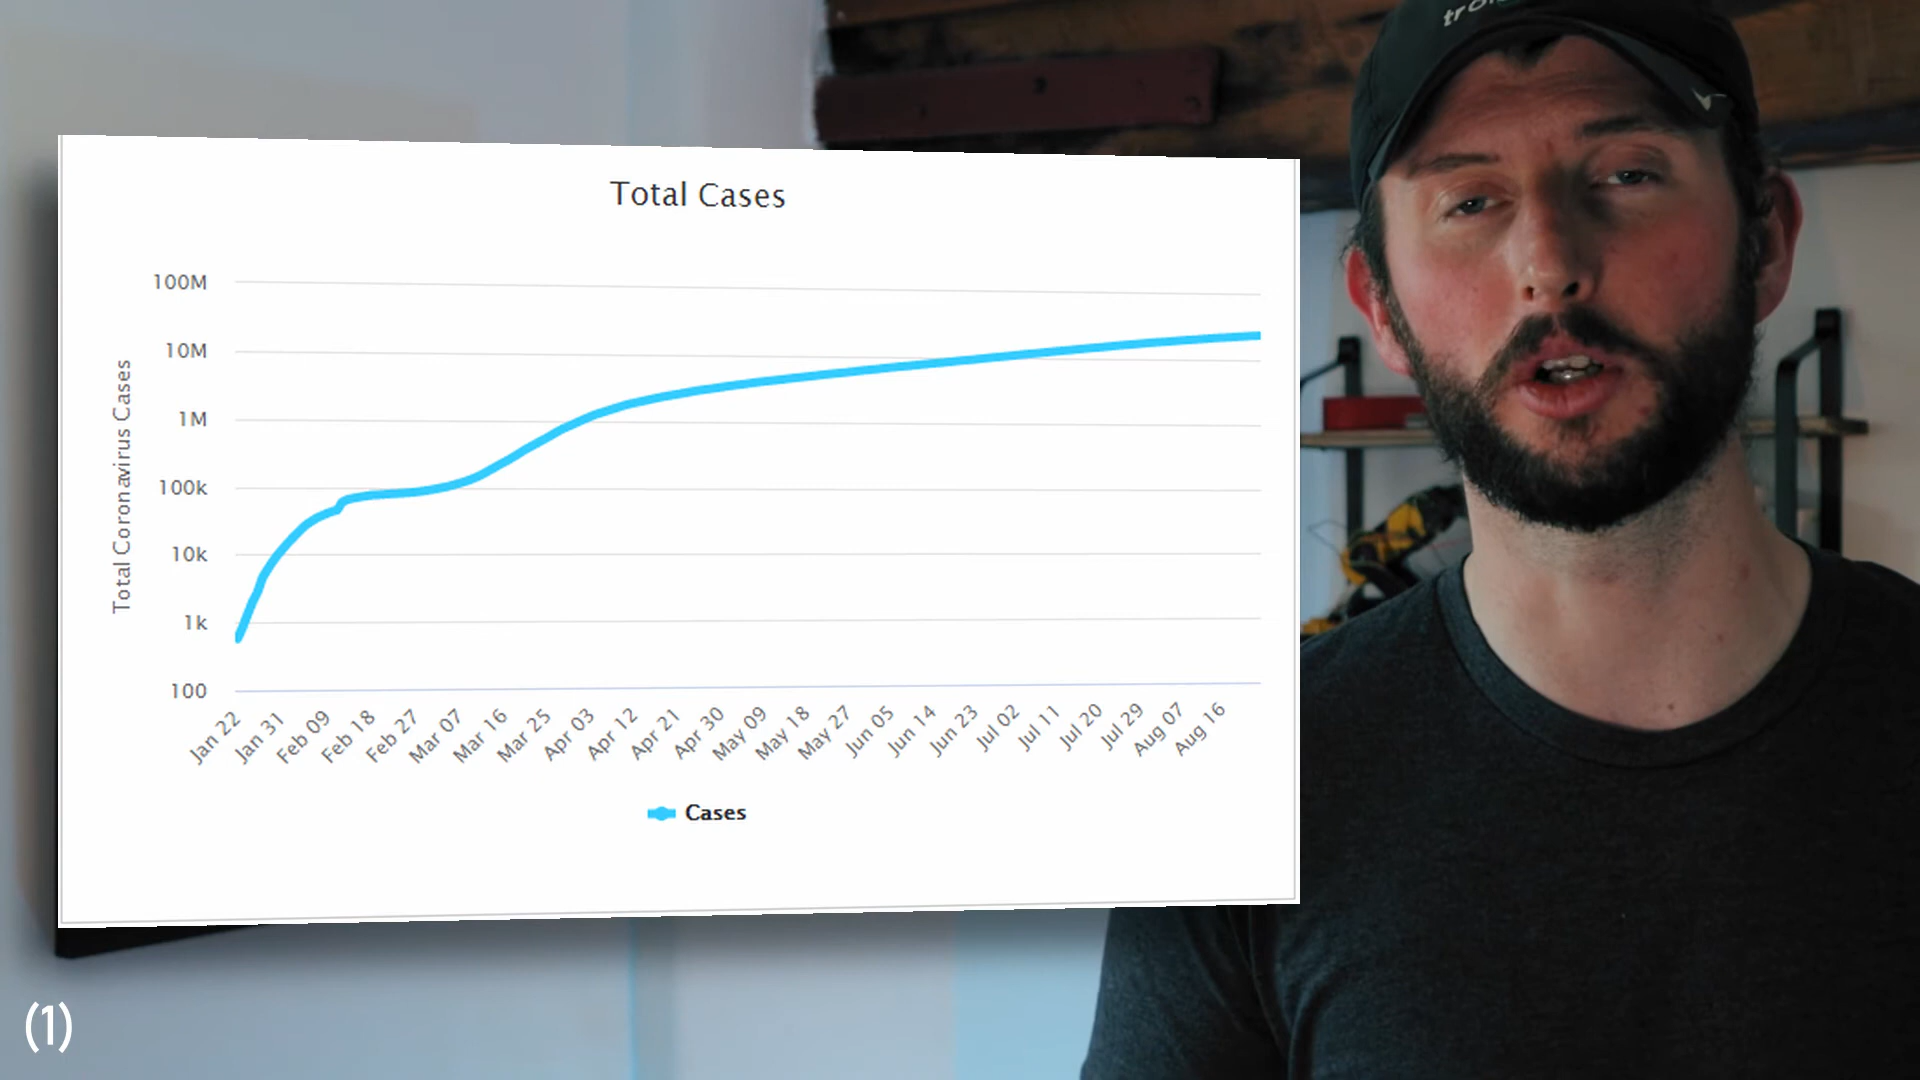 Total Cases
Total Coronavirus Cases
100M
10M
1M
100k
10k
1k
100
Jan 22
Jan 31
Feb 09
Feb 18
Feb 27
Mar 07
Mar 16
Mar 25
Apr 03
Apr 12
Apr 21
Apr 30
May 09
May 18
May 27
Jun 05
Jun 14
Jun 23
Jul 02
Jul 11
Jul 20
Jul 29
Aug 07
Aug 16
Cases
(1)